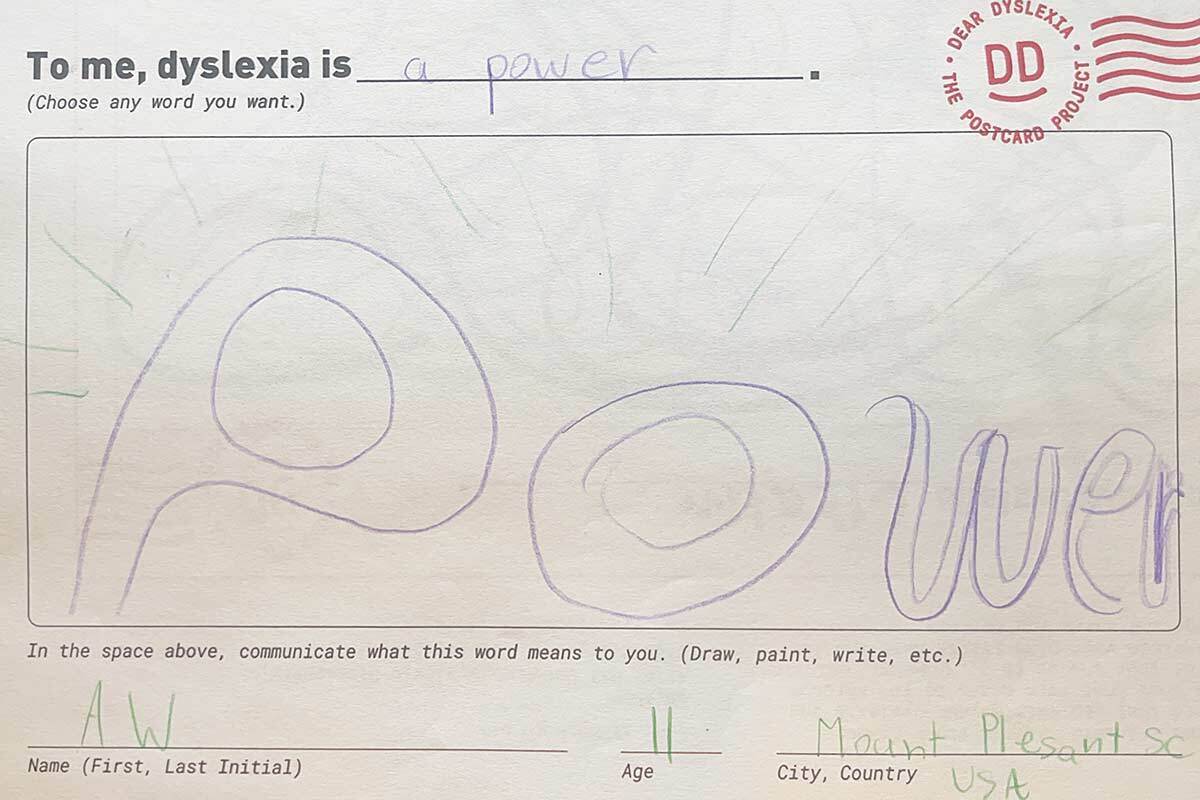 To me, dyslexia is a power.
(Choose any word you want.)
DEAR DYSLEXIA
DD
THE POSTCARD PROJECT
Power
In the space above, communicate what this word means to you. (Draw, paint, write, etc.)
A W
Name (First, Last Initial)
11
Age
Mount Plesant SC
City, Country USA